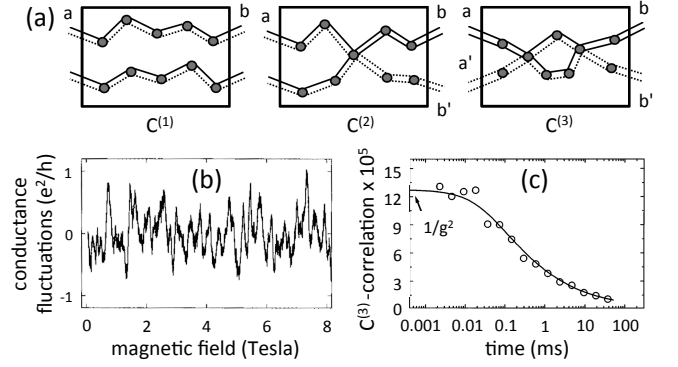 (a)
a
b
a
b
a
b
a'
b'
b'
C(1)
C(2)
C(3)
conductance
fluctuations (e²/h)
1
0
-1
(b)
0
2
4
6
8
magnetic field (Tesla)
C(3)-correlation x 10⁵
15
12
9
6
3
0
(c)
1/g²
0.001
0.01
0.1
1
10
100
time (ms)